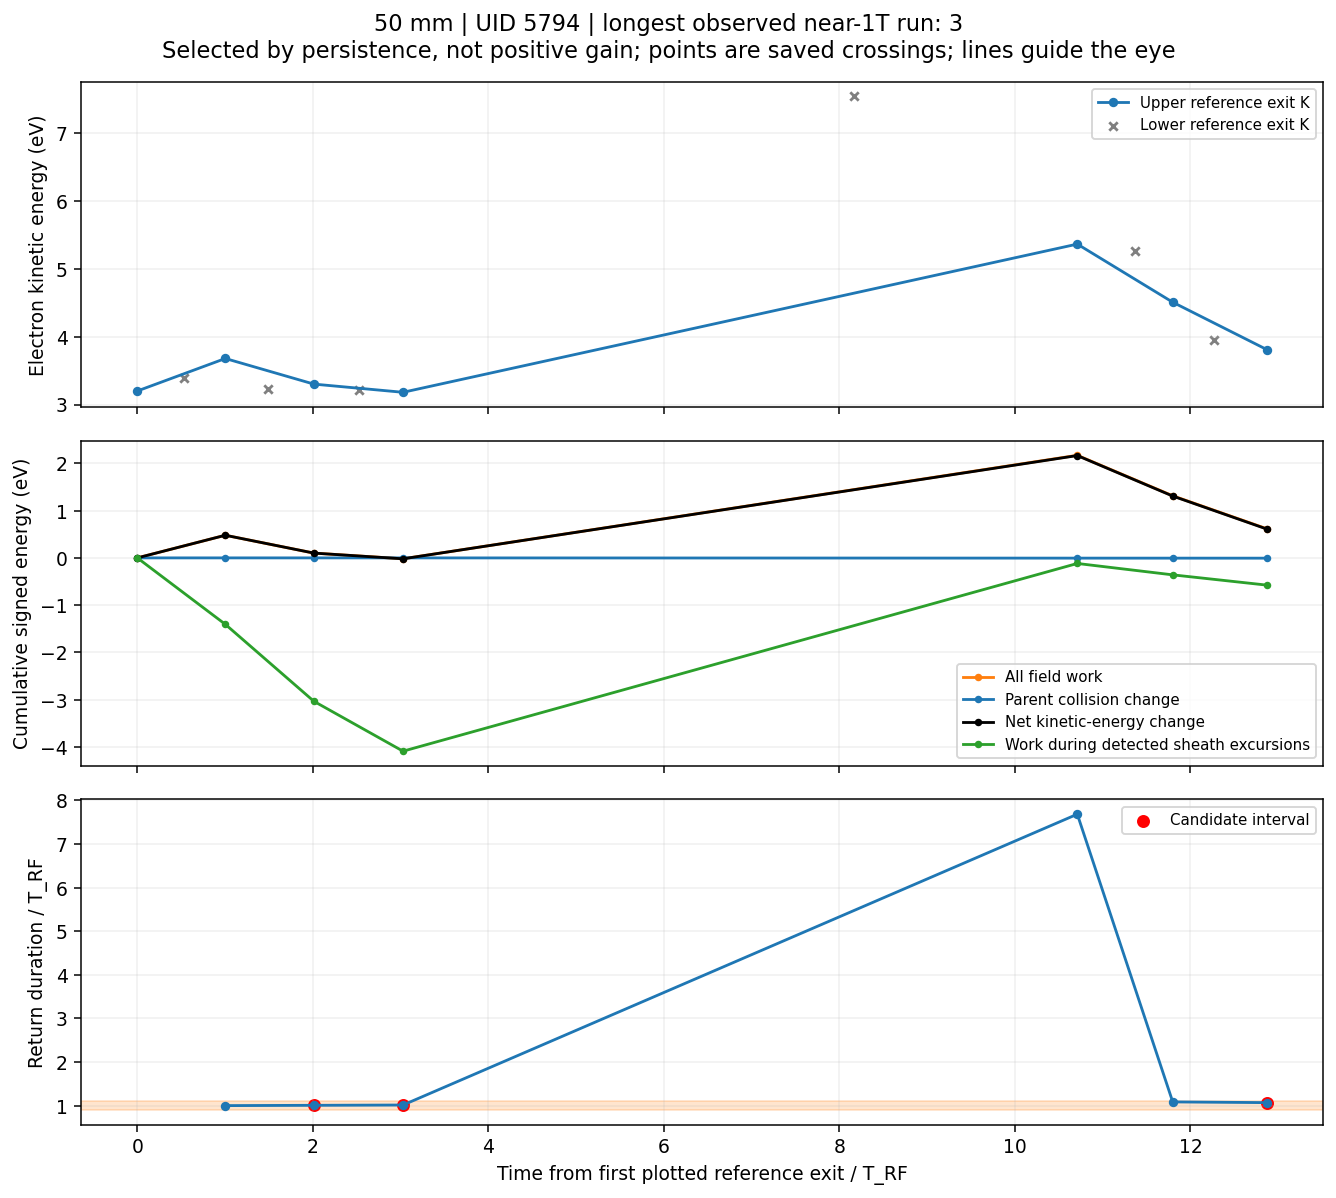 50 mm | UID 5794 | longest observed near-1T run: 3
Selected by persistence, not positive gain; points are saved crossings; lines guide the eye
Electron kinetic energy (eV)
7
6
5
4
3
Upper reference exit K
Lower reference exit K
Cumulative signed energy (eV)
2
1
0
−1
−2
−3
−4
All field work
Parent collision change
Net kinetic-energy change
Work during detected sheath excursions
Return duration / T_RF
8
7
6
5
4
3
2
1
Candidate interval
0
2
4
6
8
10
12
Time from first plotted reference exit / T_RF